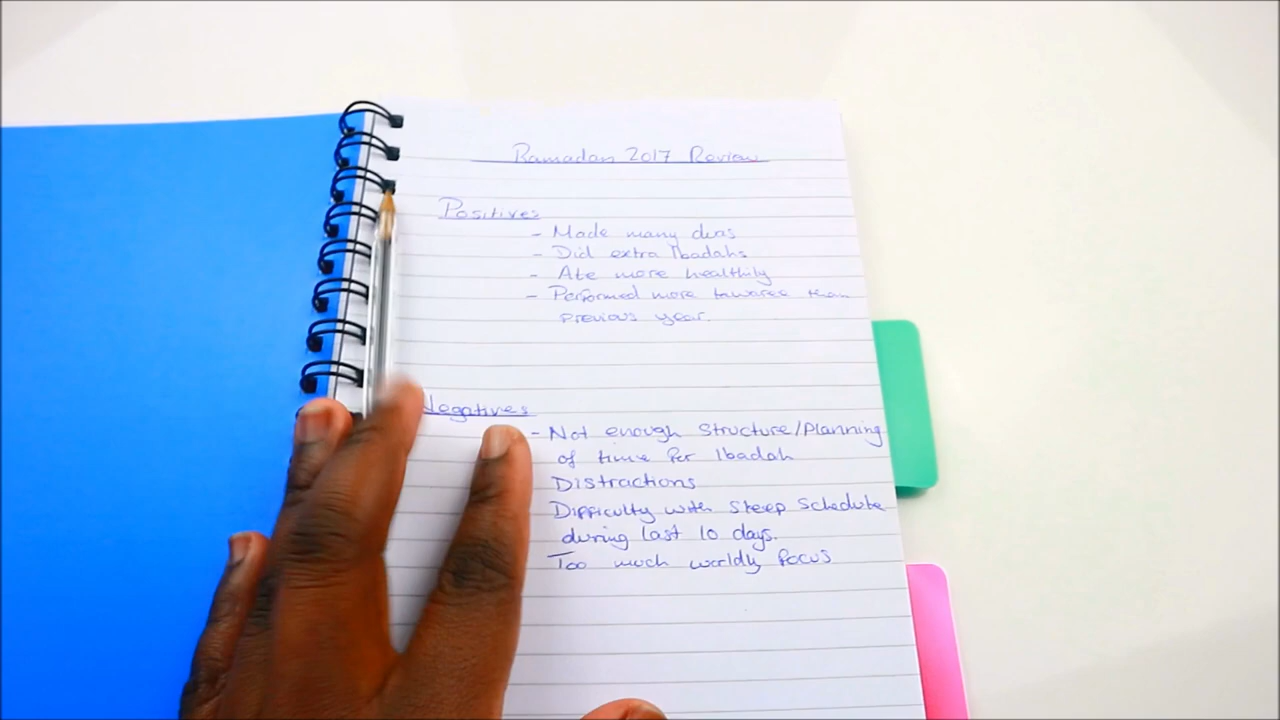 Ramadan 2017 Review
Positives
- Made many duas
- Did extra Ibadahs
- Ate more healthily
- Performed more tawaree than
previous year.
Negatives
- Not enough Structure/Planning
of time for Ibadah
Distractions
Difficulty with sleep schedule
during last 10 days.
Too much worldly focus